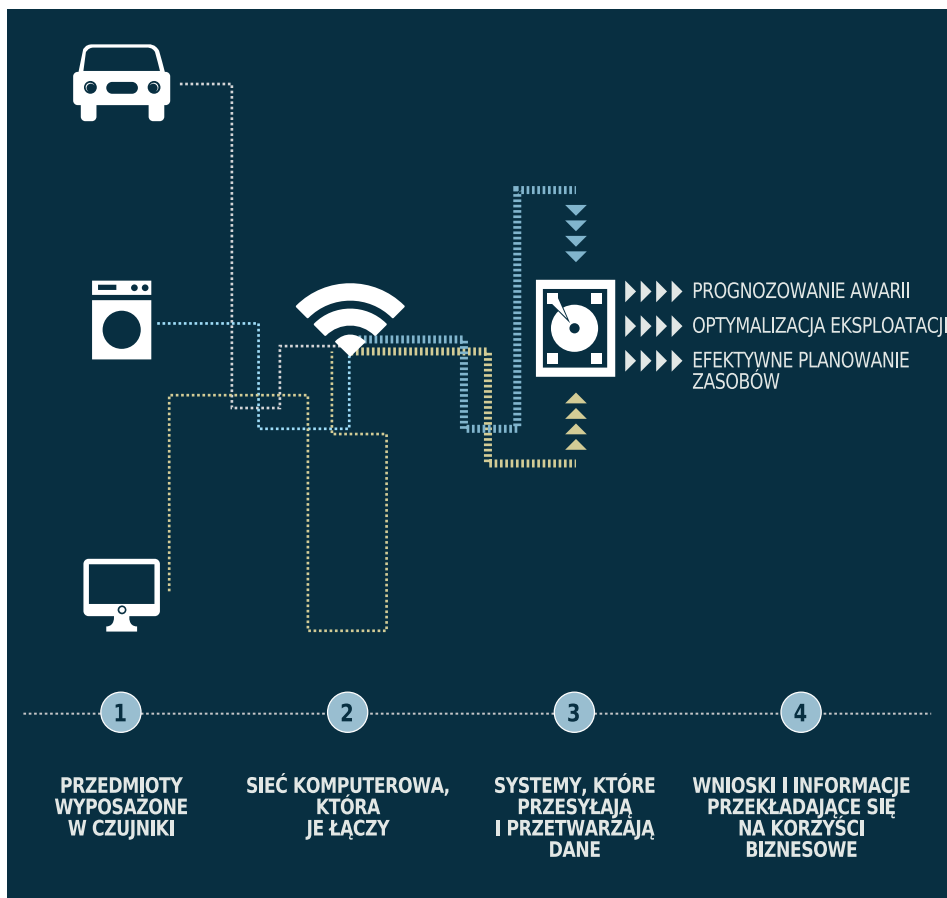 PROGNOZOWANIE AWARII
OPTYMALIZACJA EKSPLOATACJI
EFEKTYWNE PLANOWANIE
ZASOBÓW
1
2
3
4
PRZEDMIOTY
WYPOSAŻONE
W CZUJNIKI
SIEĆ KOMPUTEROWA,
KTÓRA
JE ŁĄCZY
SYSTEMY, KTÓRE
PRZESYŁAJĄ
I PRZETWARZAJĄ
DANE
WNIOSKI I INFORMACJE
PRZEKŁADAJĄCE SIĘ
NA KORZYŚCI
BIZNESOWE